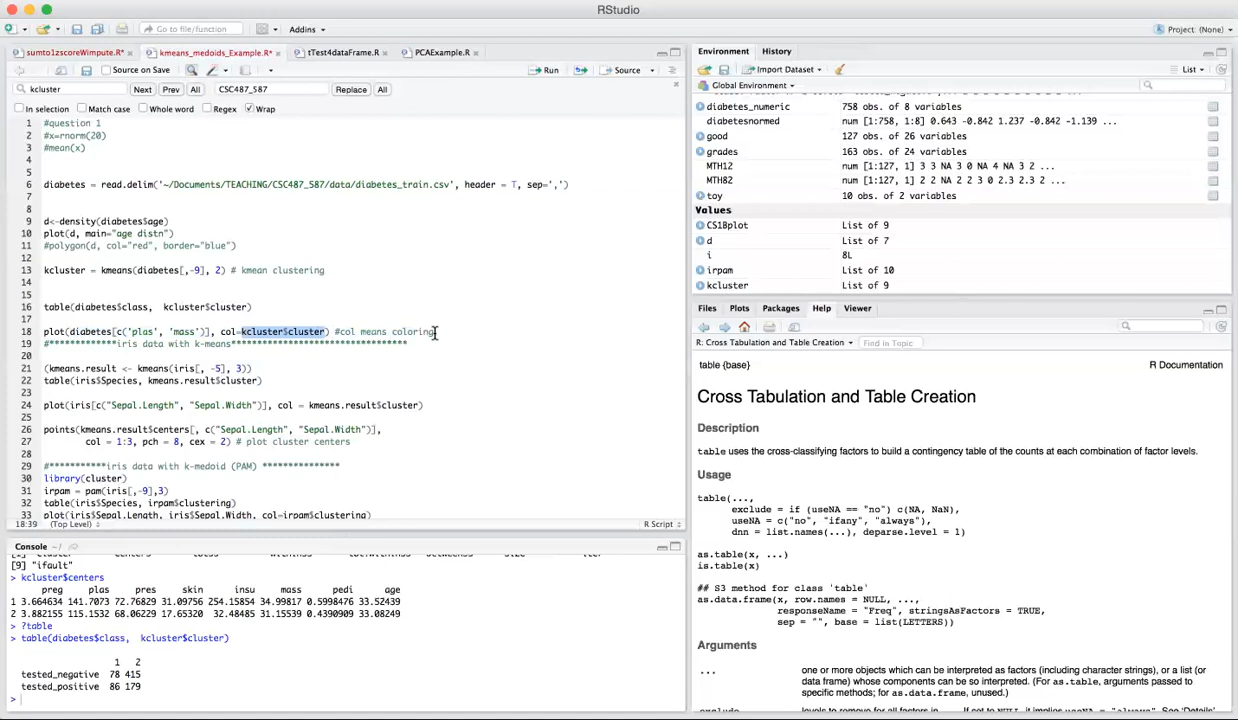 RStudio
Go to file/function
Addins
Project: (None)
sumto1zscoreWimpute.R*
kmeans_medoids_Example.R*
tTest4dataFrame.R
PCAExample.R
Source on Save
Run
Source
kcluster
Next
Prev
All
CSC487_587
Replace
All
In selection
Match case
Whole word
Regex
Wrap
1 #question 1
2 #x=rnorm(20)
3 #mean(x)
4
5
6 diabetes = read.delim('~/Documents/TEACHING/CSC487_587/data/diabetes_train.csv', header = T, sep=',')
7
8
9 d<-density(diabetes$age)
10 plot(d, main="age distn")
11 #polygon(d, col="red", border="blue")
12
13 kcluster = kmeans(diabetes[,-9], 2) # kmean clustering
14
15
16 table(diabetes$class, kcluster$cluster)
17
18 plot(diabetes[c('plas', 'mass')], col=kcluster$cluster) #col means coloring
19 #*************iris data with k-means*********************************
20
21 (kmeans.result <- kmeans(iris[, -5], 3))
22 table(iris$Species, kmeans.result$cluster)
23
24 plot(iris[c("Sepal.Length", "Sepal.Width")], col = kmeans.result$cluster)
25
26 points(kmeans.result$centers[, c("Sepal.Length", "Sepal.Width")],
27 col = 1:3, pch = 8, cex = 2) # plot cluster centers
28
29 #***********iris data with k-medoid (PAM) ***************
30 library(cluster)
31 irpam = pam(iris[,-9],3)
32 table(iris$Species, irpam$clustering)
33 plot(iris$Sepal.Length, iris$Sepal.Width, col=irpam$clustering)
18:39 (Top Level) R Script
Console ~/
[9] "ifault"
> kcluster$centers
preg plas pres skin insu mass pedi age
1 3.664634 141.7073 72.76829 31.09756 254.15854 34.99817 0.5998476 33.52439
2 3.882155 115.1532 68.06229 17.65320 32.48485 31.15539 0.4390909 33.08249
> ?table
> table(diabetes$class, kcluster$cluster)
1 2
tested_negative 78 415
tested_positive 86 179
>
Environment
History
Import Dataset
List
Global Environment
diabetes_numeric 758 obs. of 8 variables
diabetesnormed num [1:758, 1:8] 0.643 -0.842 1.237 -0.842 -1.139 ...
good 127 obs. of 26 variables
grades 163 obs. of 24 variables
MTH12 num [1:127, 1] 3 3 NA 3 0 NA 4 NA 3 2 ...
MTH82 num [1:127, 1] 2 2 NA 2 2 3 0 2.3 2.3 2 ...
toy 10 obs. of 2 variables
Values
CS18plot List of 9
d List of 7
i 8L
irpam List of 10
kcluster List of 9
Files
Plots
Packages
Help
Viewer
R: Cross Tabulation and Table Creation
Find in Topic
table {base} R Documentation
Cross Tabulation and Table Creation
Description
table uses the cross-classifying factors to build a contingency table of the counts at each combination of factor levels.
Usage
table(...,
exclude = if (useNA == "no") c(NA, NaN),
useNA = c("no", "ifany", "always"),
dnn = list.names(...), deparse.level = 1)
as.table(x, ...)
is.table(x)
## S3 method for class 'table'
as.data.frame(x, row.names = NULL, ...,
responseName = "Freq", stringsAsFactors = TRUE,
sep = "", base = list(LETTERS))
Arguments
... one or more objects which can be interpreted as factors (including character strings), or a list (or
data frame) whose components can be so interpreted. (For as.table, arguments passed to
specific methods; for as.data.frame, unused.)